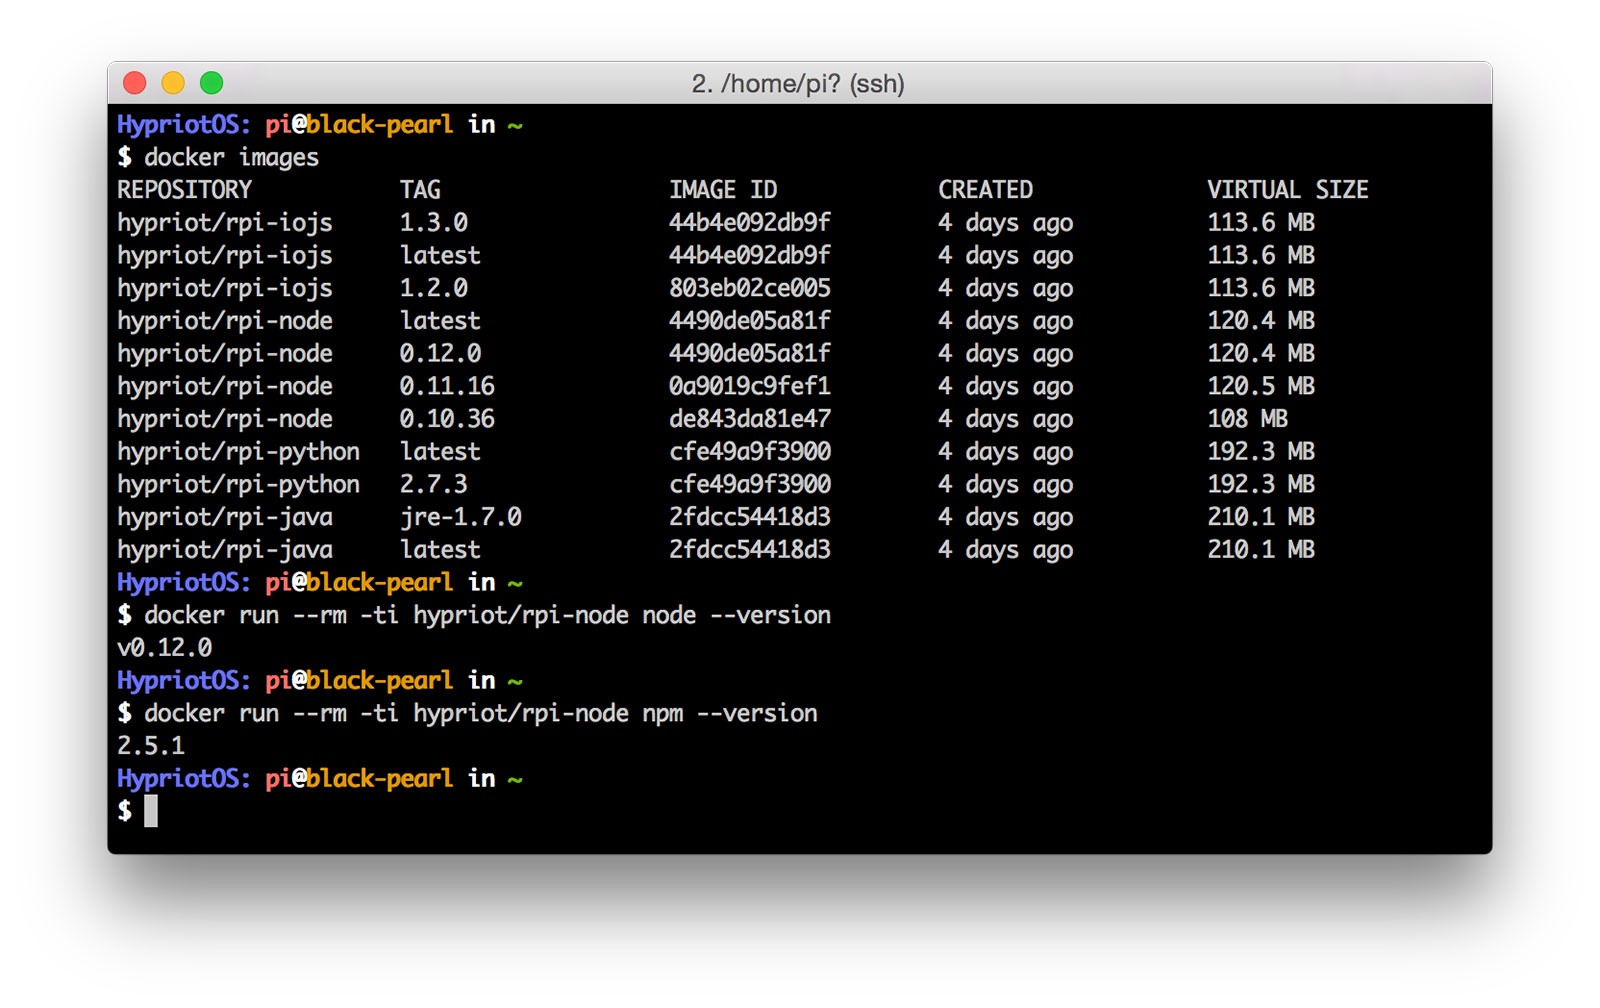 2. /home/pi? (ssh)
HypriotOS: pi@black-pearl in ~
$ docker images
REPOSITORY TAG IMAGE ID CREATED VIRTUAL SIZE
hypriot/rpi-iojs 1.3.0 44b4e092db9f 4 days ago 113.6 MB
hypriot/rpi-iojs latest 44b4e092db9f 4 days ago 113.6 MB
hypriot/rpi-iojs 1.2.0 803eb02ce005 4 days ago 113.6 MB
hypriot/rpi-node latest 4490de05a81f 4 days ago 120.4 MB
hypriot/rpi-node 0.12.0 4490de05a81f 4 days ago 120.4 MB
hypriot/rpi-node 0.11.16 0a9019c9fef1 4 days ago 120.5 MB
hypriot/rpi-node 0.10.36 de843da81e47 4 days ago 108 MB
hypriot/rpi-python latest cfe49a9f3900 4 days ago 192.3 MB
hypriot/rpi-python 2.7.3 cfe49a9f3900 4 days ago 192.3 MB
hypriot/rpi-java jre-1.7.0 2fdcc54418d3 4 days ago 210.1 MB
hypriot/rpi-java latest 2fdcc54418d3 4 days ago 210.1 MB
HypriotOS: pi@black-pearl in ~
$ docker run --rm -ti hypriot/rpi-node node --version
v0.12.0
HypriotOS: pi@black-pearl in ~
$ docker run --rm -ti hypriot/rpi-node npm --version
2.5.1
HypriotOS: pi@black-pearl in ~
$